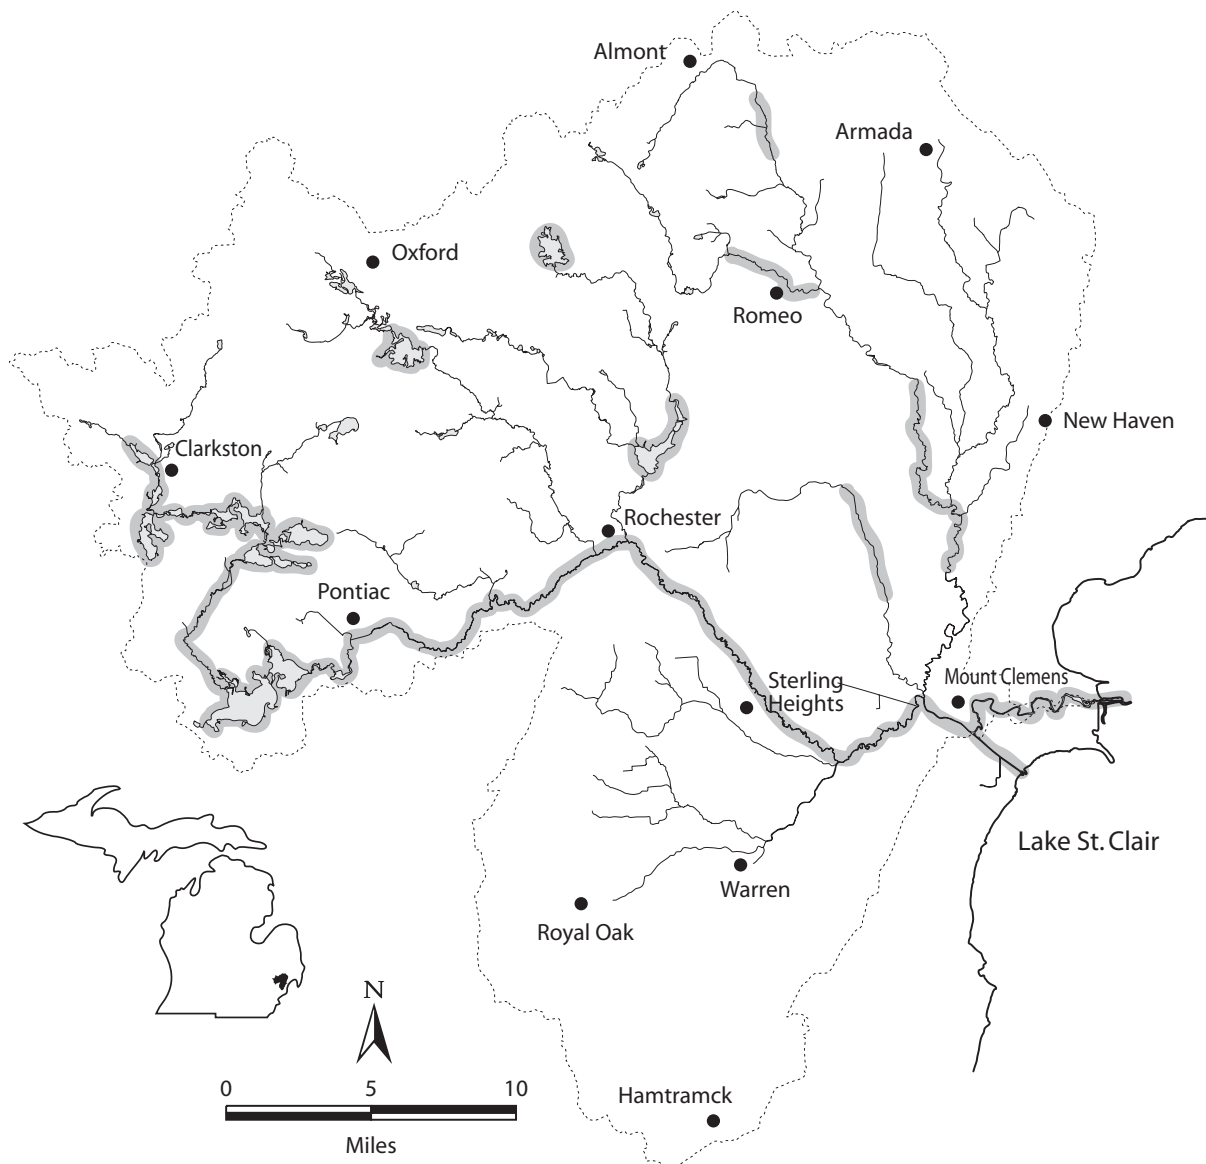 Almont
Armada
Oxford
Romeo
New Haven
Clarkston
Rochester
Pontiac
Mount Clemens
Sterling
Heights
Lake St. Clair
Warren
Royal Oak
N
0 5 10
Miles
Hamtramck